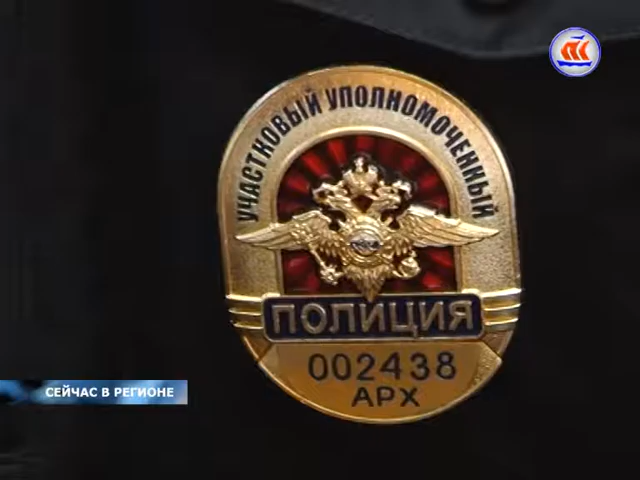 УЧАСТКОВЫЙ УПОЛНОМОЧЕННЫЙ
ПОЛИЦИЯ
002438
АРХ
СЕЙЧАС В РЕГИОНЕ